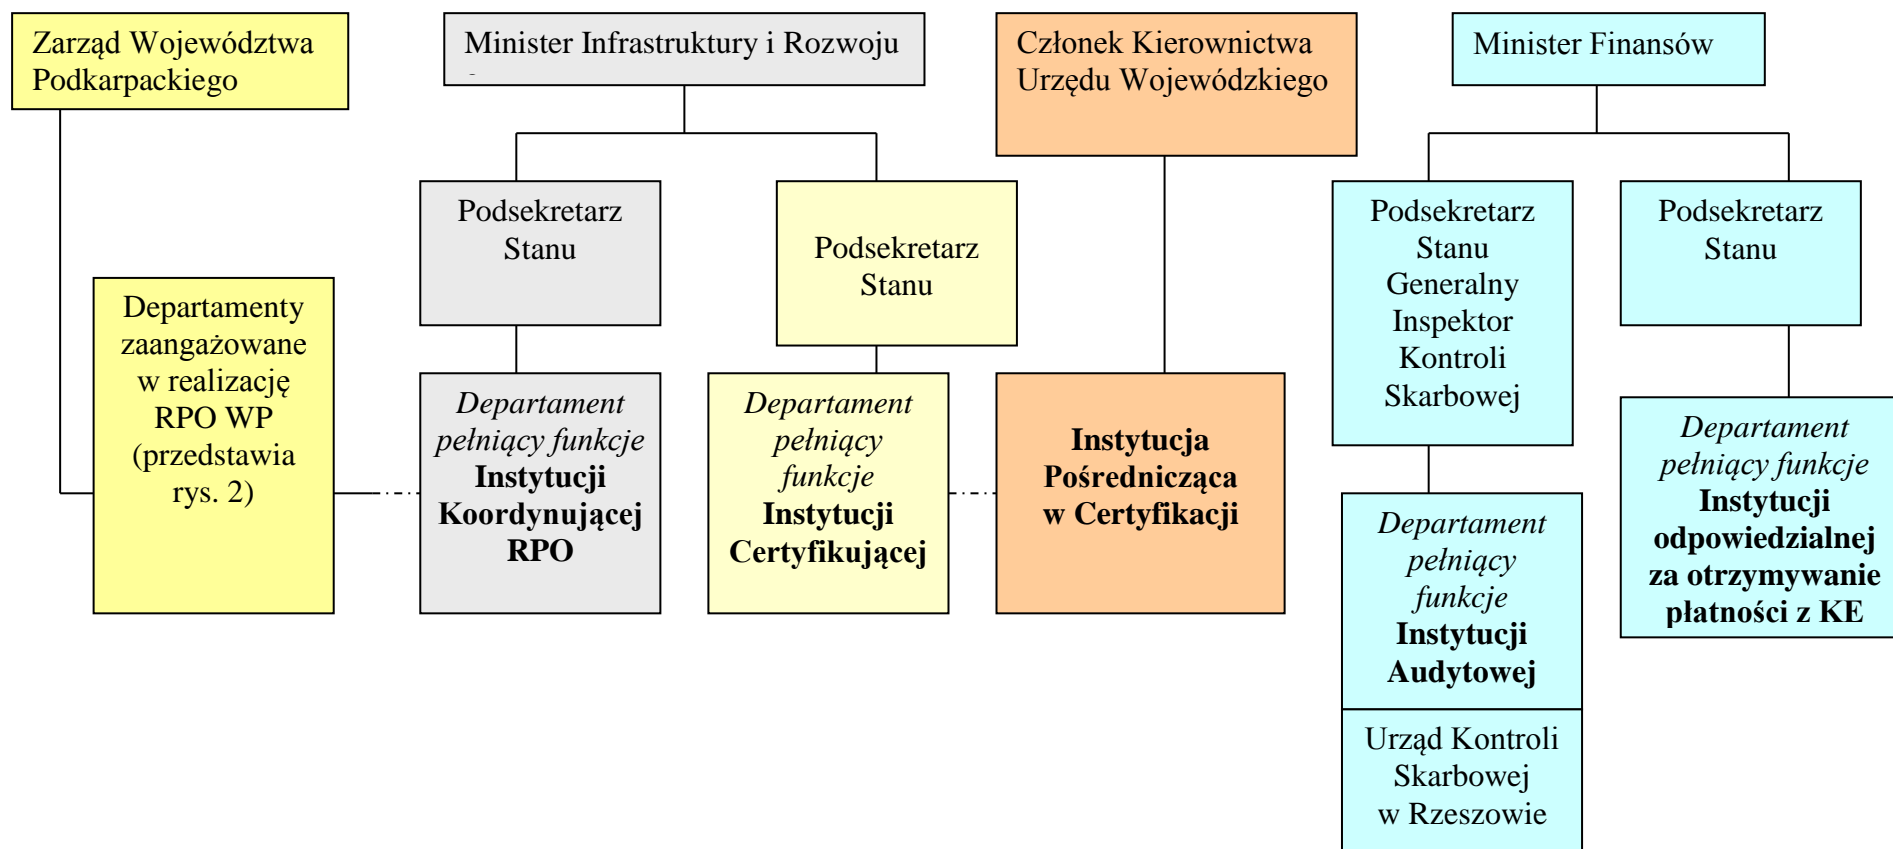 Zarząd Województwa
Podkarpackiego
Minister Infrastruktury i Rozwoju
Członek Kierownictwa
Urzędu Wojewódzkiego
Minister Finansów
Podsekretarz
Stanu
Podsekretarz
Stanu
Podsekretarz
Stanu
Generalny
Inspektor
Kontroli
Skarbowej
Podsekretarz
Stanu
Departamenty
zaangażowane
w realizację
RPO WP
(przedstawia
rys. 2)
Departament
pełniący funkcje
Instytucji
Koordynującej
RPO
Departament
pełniący
funkcje
Instytucji
Certyfikującej
Instytucja
Pośrednicząca
w Certyfikacji
Departament
pełniący
funkcje
Instytucji
Audytowej
Urząd Kontroli
Skarbowej
w Rzeszowie
Departament
pełniący funkcje
Instytucji
odpowiedzialnej
za otrzymywanie
płatności z KE